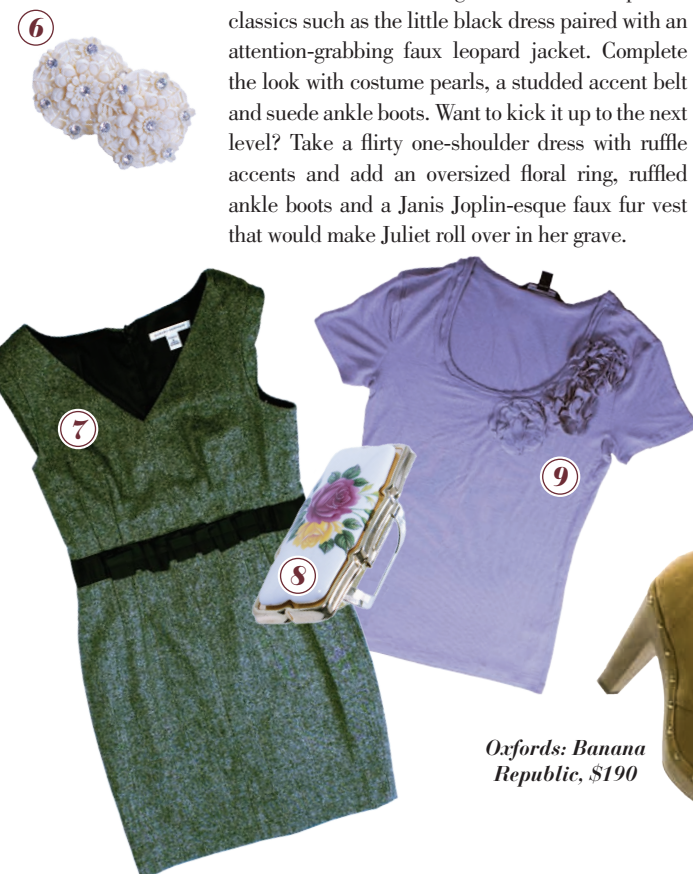 6
classics such as the little black dress paired with an
attention-grabbing faux leopard jacket. Complete
the look with costume pearls, a studded accent belt
and suede ankle boots. Want to kick it up to the next
level? Take a flirty one-shoulder dress with ruffle
accents and add an oversized floral ring, ruffled
ankle boots and a Janis Joplin-esque faux fur vest
that would make Juliet roll over in her grave.
7
8
9
Oxfords: Banana
Republic, $190